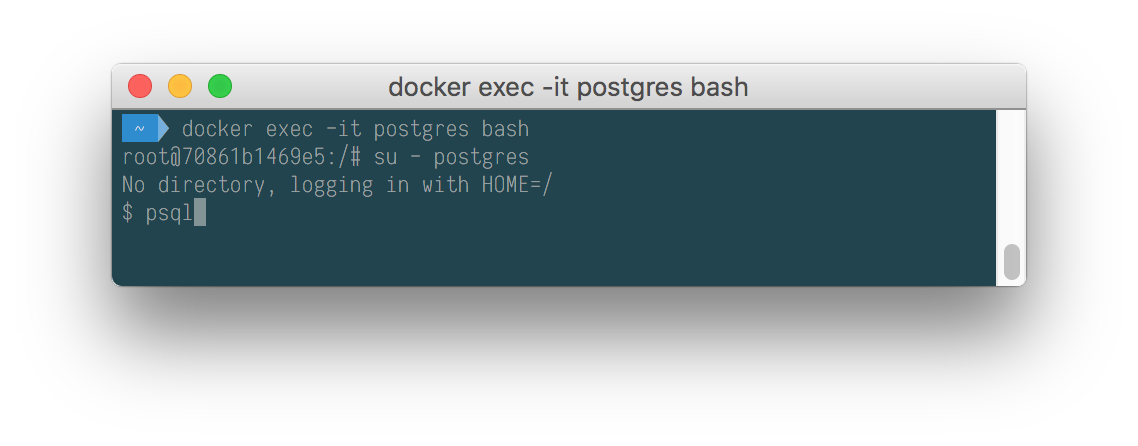 docker exec -it postgres bash
~ docker exec -it postgres bash
root@70861b1469e5:/# su - postgres
No directory, logging in with HOME=/
$ psql